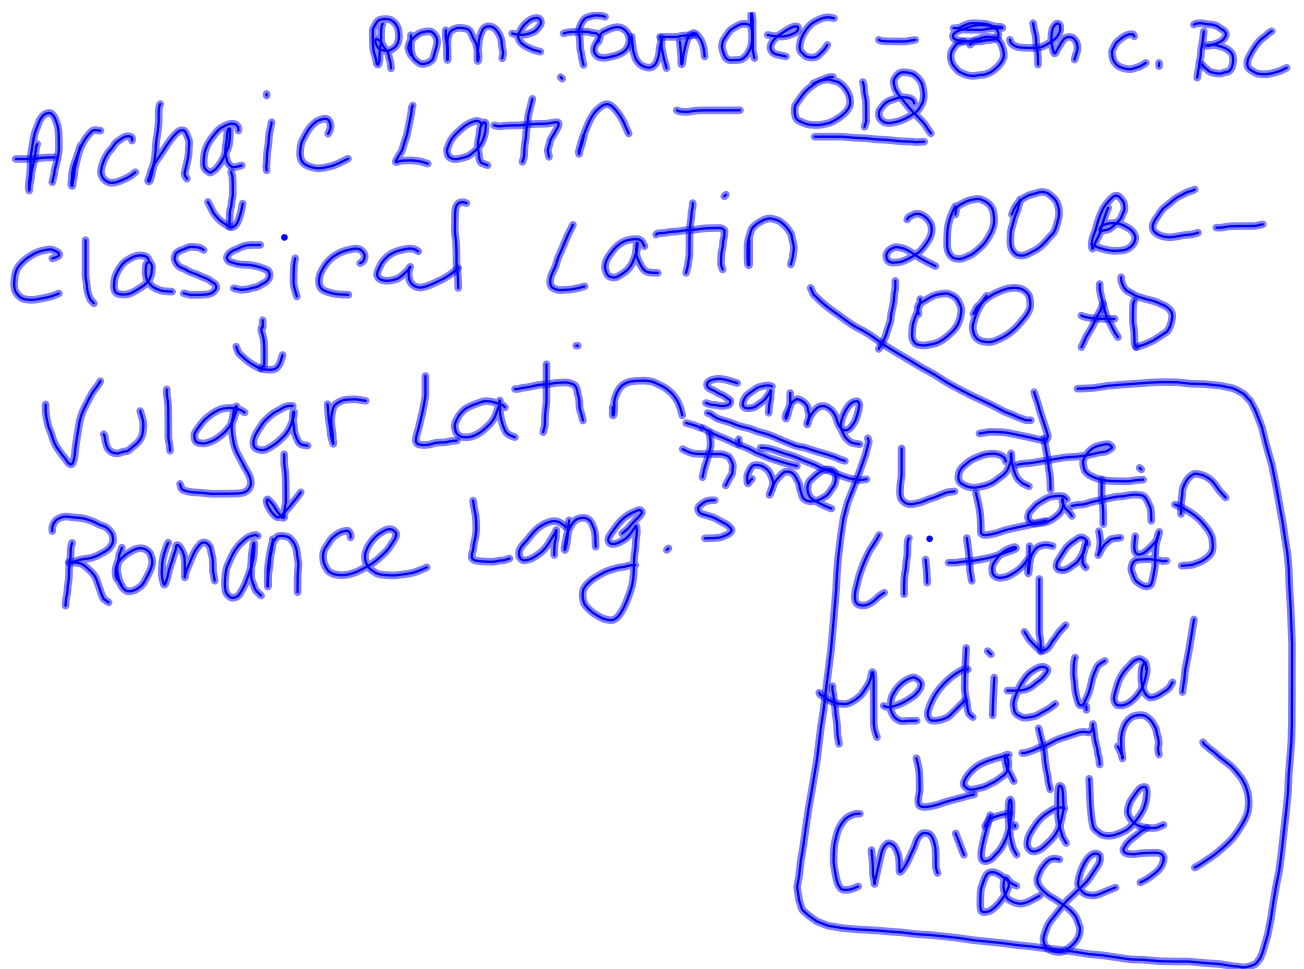 Rome foundec - 8th c. BC
Archaic Latin - Old
Classical Latin 200 BC-
100 AD
Vulgar Latin same
time
Romance Lang.s
Late
Latin
(literary)
Medieval
Latin
(middle
ages)